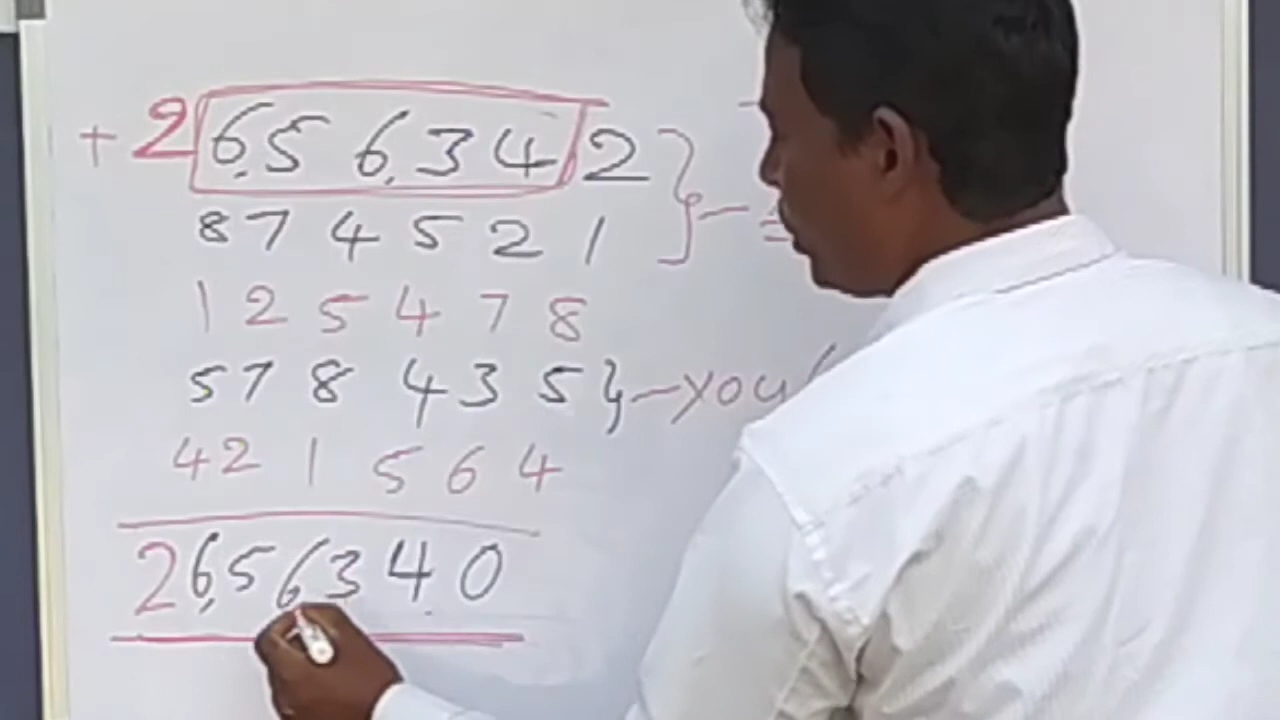 + 2 6 5 6 3 4 2
8 7 4 5 2 1
1 2 5 4 7 8
5 7 8 4 3 5 } - you
4 2 1 5 6 4
2 6, 5 6 3 4 0